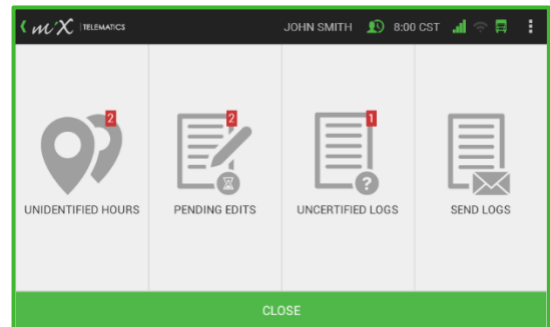 miX TELEMATICS JOHN SMITH 8:00 CST
2 2 1
UNIDENTIFIED HOURS PENDING EDITS UNCERTIFIED LOGS SEND LOGS
?
CLOSE